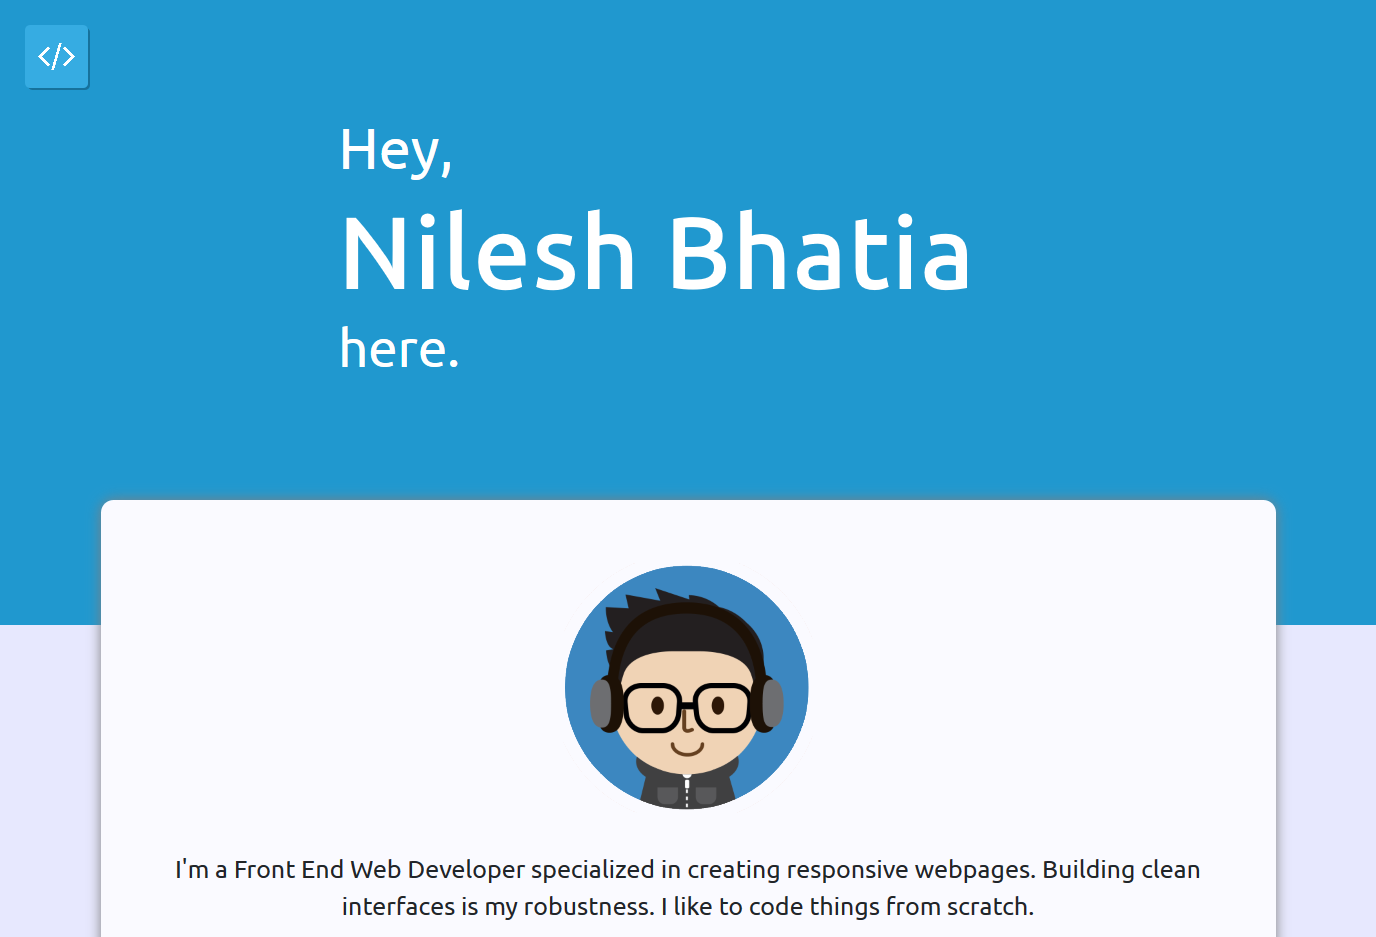 </>
Hey,
Nilesh Bhatia
here.
I'm a Front End Web Developer specialized in creating responsive webpages. Building clean
interfaces is my robustness. I like to code things from scratch.